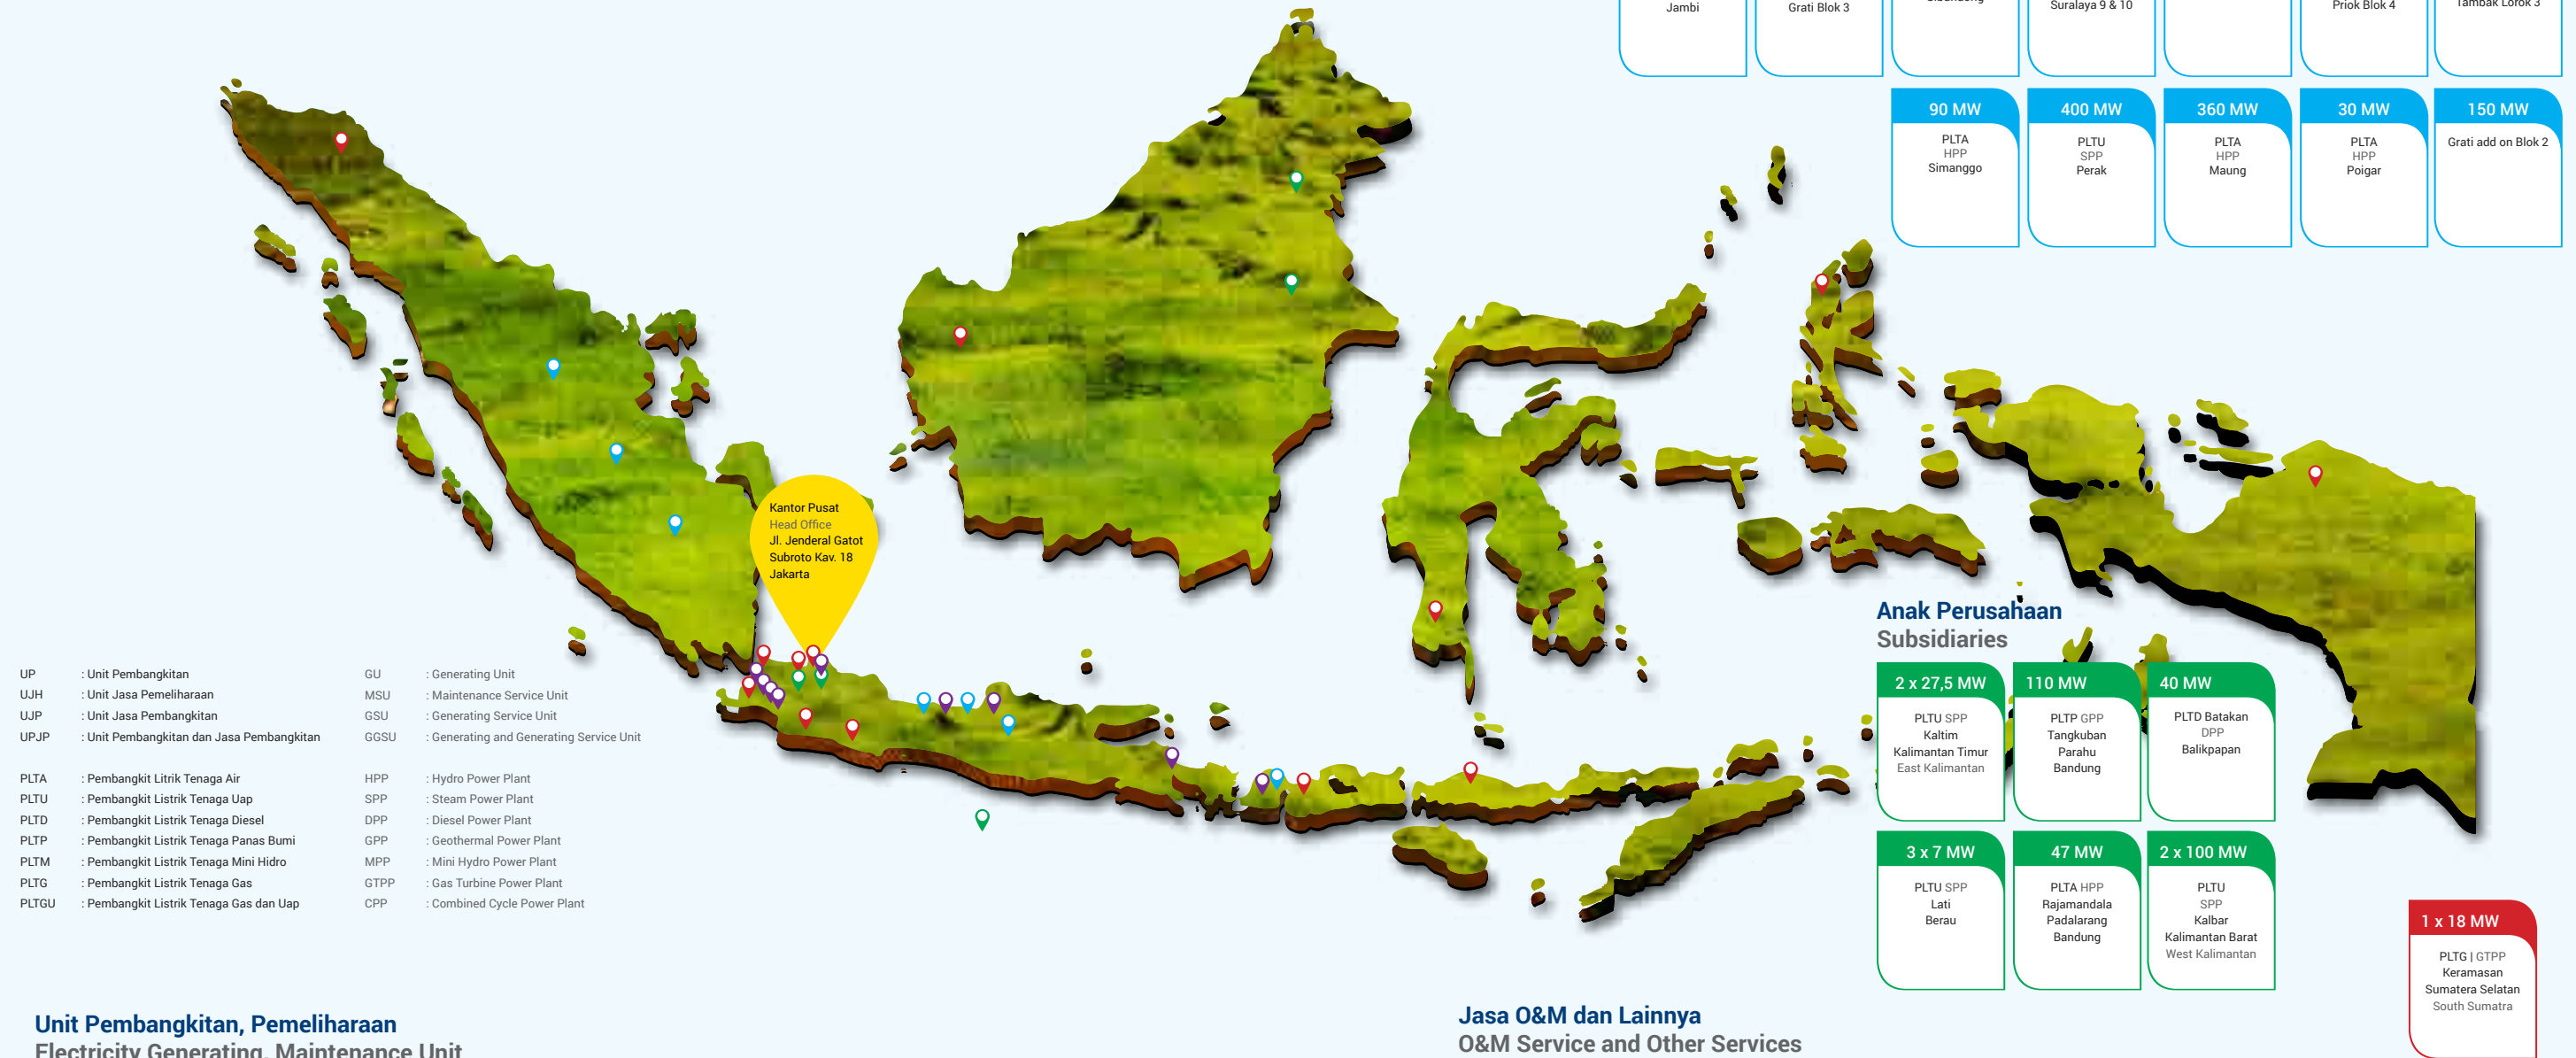 Jambi
Grati Blok 3
Suralaya 9 & 10
Priok Blok 4
Tambak Lorok 3
90 MW
PLTA
HPP
Simanggo
400 MW
PLTU
SPP
Perak
360 MW
PLTA
HPP
Maung
30 MW
PLTA
HPP
Poigar
150 MW
Grati add on Blok 2
Kantor Pusat
Head Office
Jl. Jenderal Gatot
Subroto Kav. 18
Jakarta
UP : Unit Pembangkitan
UJH : Unit Jasa Pemeliharaan
UJP : Unit Jasa Pembangkitan
UPJP : Unit Pembangkitan dan Jasa Pembangkitan
GU : Generating Unit
MSU : Maintenance Service Unit
GSU : Generating Service Unit
GGSU : Generating and Generating Service Unit
PLTA : Pembangkit Litrik Tenaga Air
PLTU : Pembangkit Listrik Tenaga Uap
PLTD : Pembangkit Listrik Tenaga Diesel
PLTP : Pembangkit Listrik Tenaga Panas Bumi
PLTM : Pembangkit Listrik Tenaga Mini Hidro
PLTG : Pembangkit Listrik Tenaga Gas
PLTGU : Pembangkit Listrik Tenaga Gas dan Uap
HPP : Hydro Power Plant
SPP : Steam Power Plant
DPP : Diesel Power Plant
GPP : Geothermal Power Plant
MPP : Mini Hydro Power Plant
GTPP : Gas Turbine Power Plant
CPP : Combined Cycle Power Plant
Anak Perusahaan
Subsidiaries
2 x 27,5 MW
PLTU SPP
Kaltim
Kalimantan Timur
East Kalimantan
110 MW
PLTP GPP
Tangkuban
Parahu
Bandung
40 MW
PLTD Batakan
DPP
Balikpapan
3 x 7 MW
PLTU SPP
Lati
Berau
47 MW
PLTA HPP
Rajamandala
Padalarang
Bandung
2 x 100 MW
PLTU
SPP
Kalbar
Kalimantan Barat
West Kalimantan
1 x 18 MW
PLTG | GTPP
Keramasan
Sumatera Selatan
South Sumatra
Unit Pembangkitan, Pemeliharaan
Electricity Generating, Maintenance Unit
Jasa O&M dan Lainnya
O&M Service and Other Services